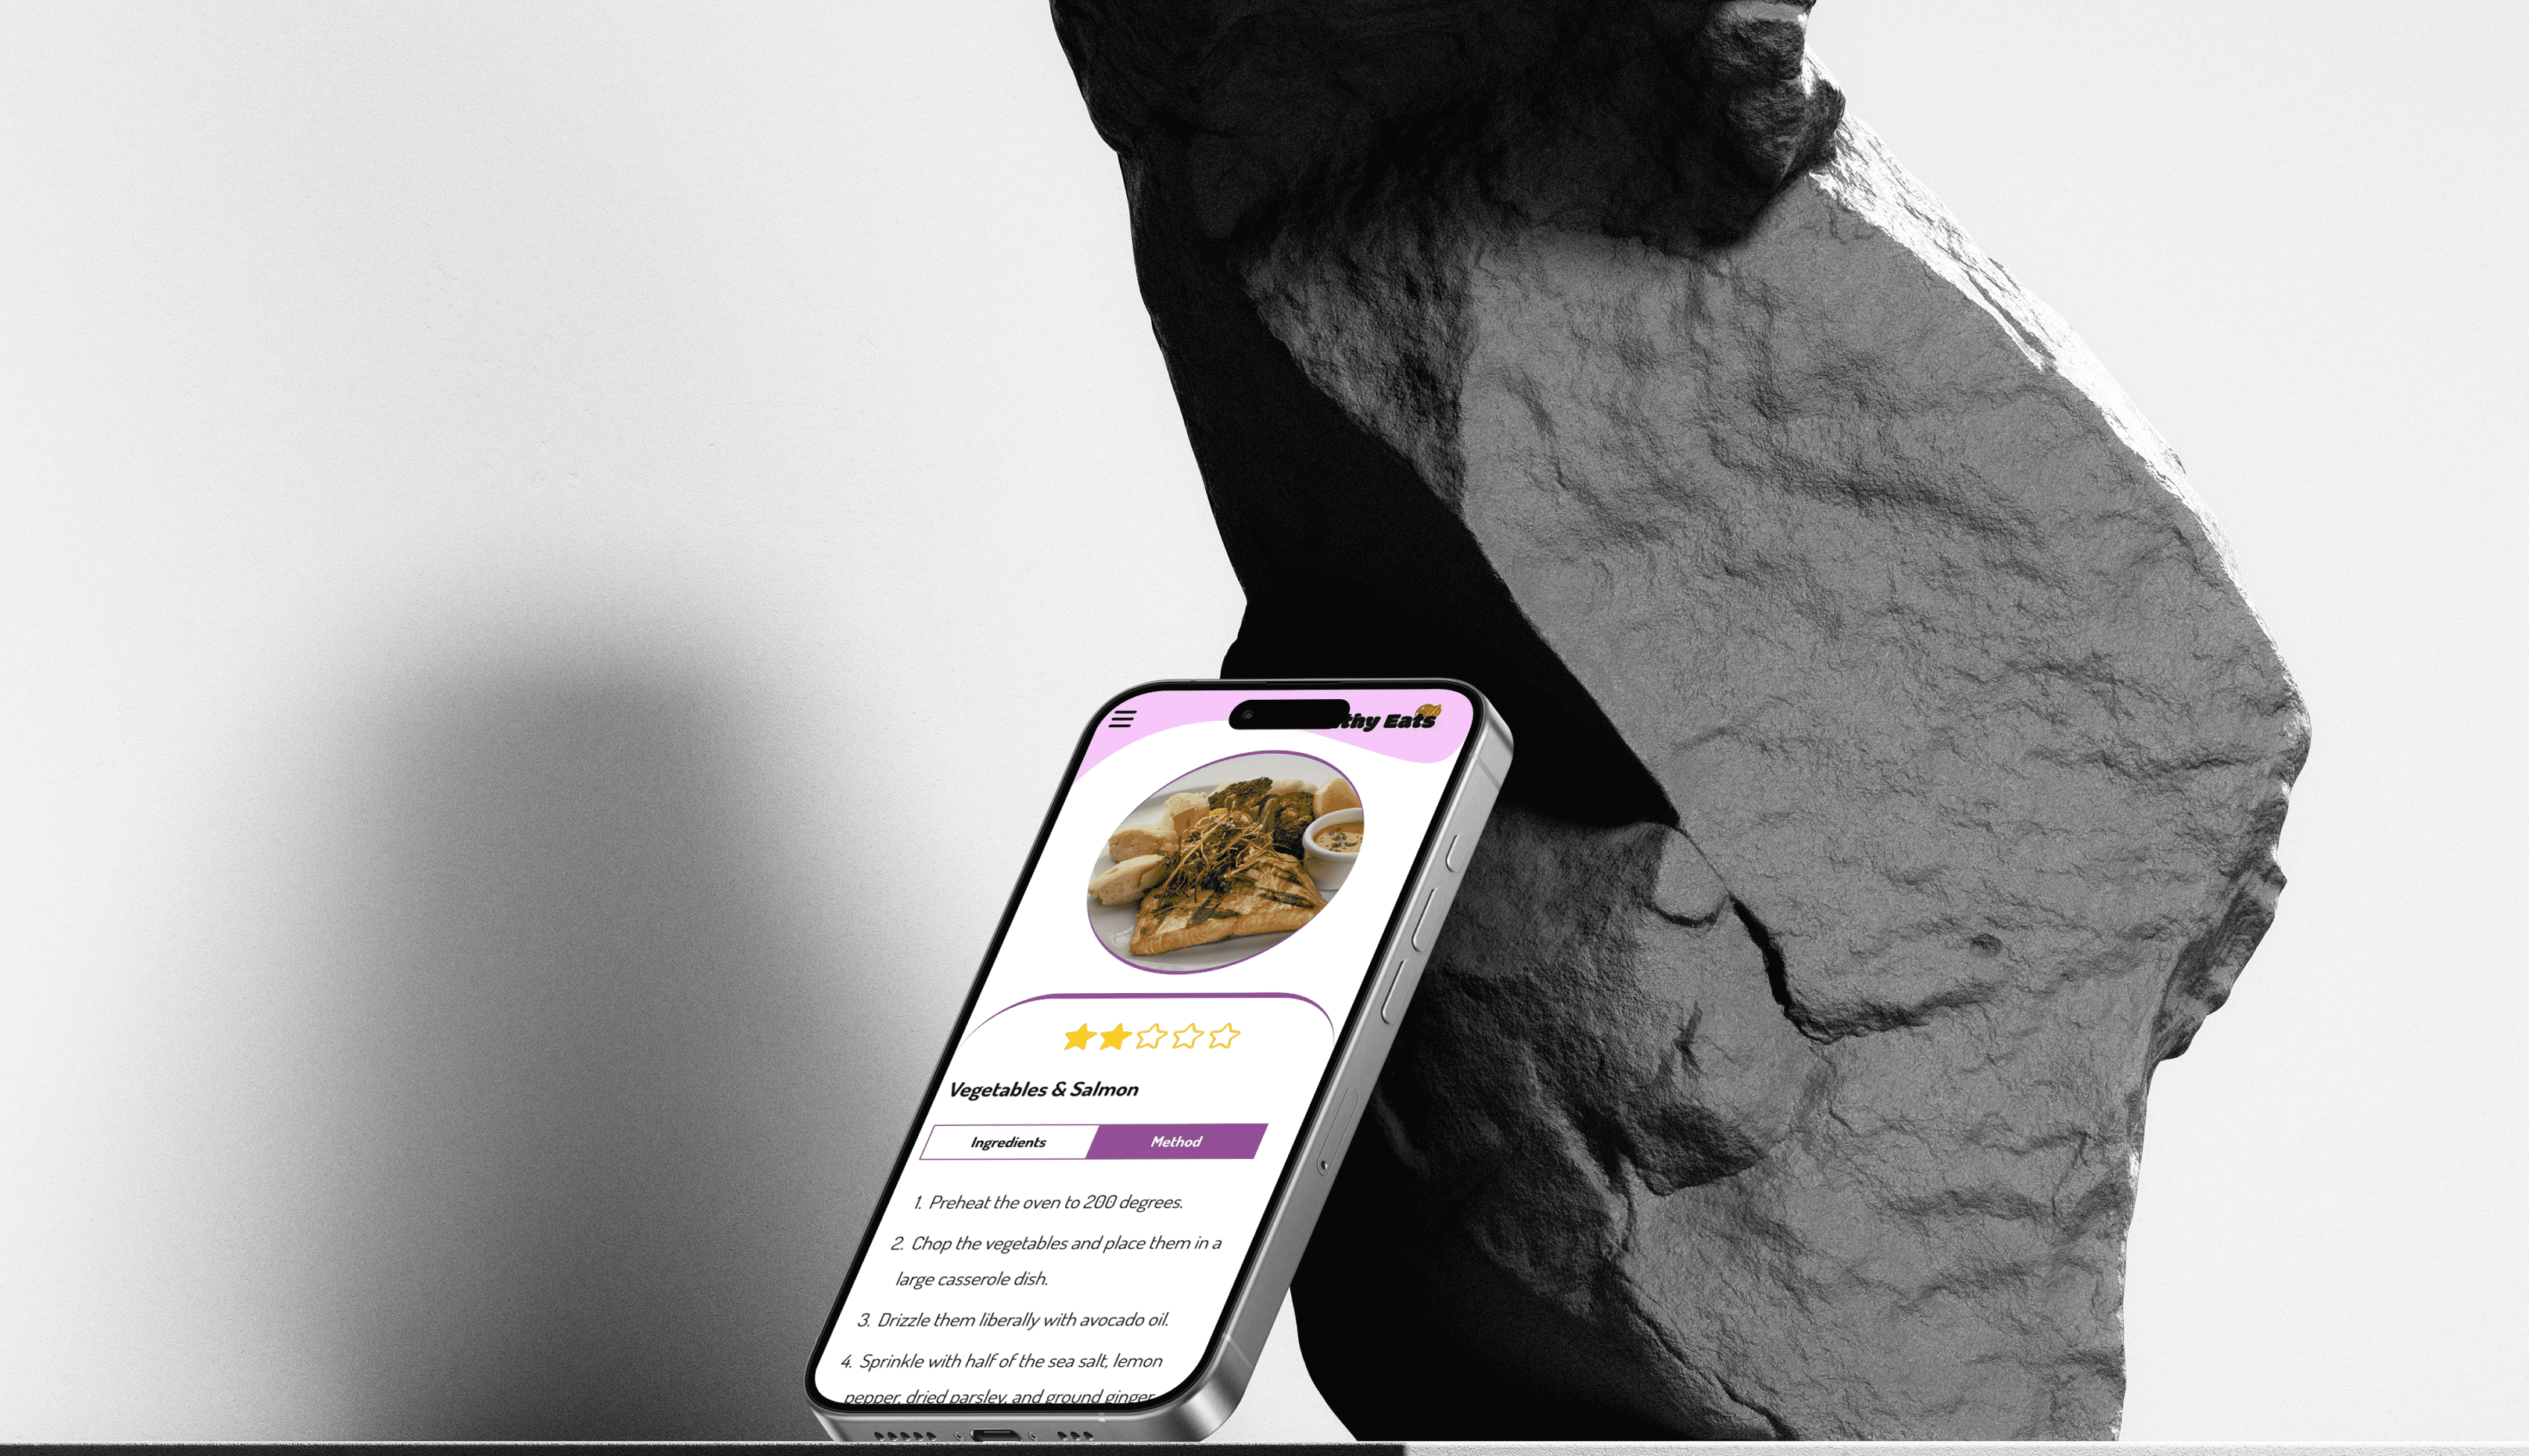 thy Eats
Vegetables & Salmon
Ingredients Method
1. Preheat the oven to 200 degrees.
2. Chop the vegetables and place them in a
large casserole dish.
3. Drizzle them liberally with avocado oil.
4. Sprinkle with half of the sea salt, lemon
pepper, dried parsley, and ground ginger